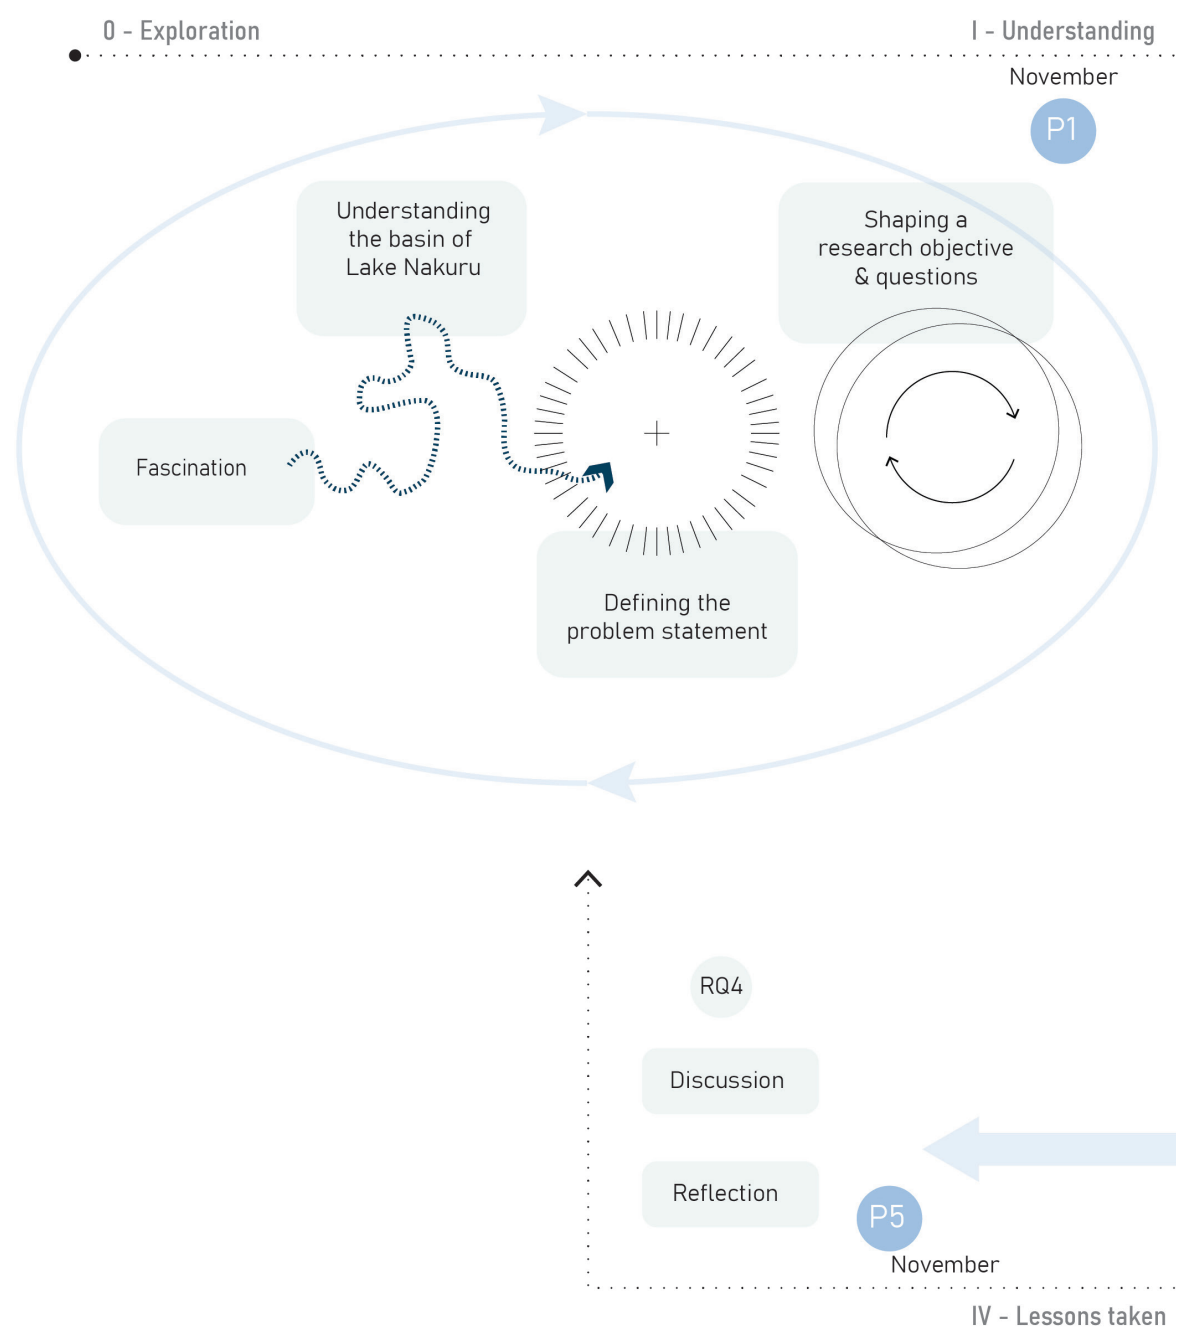 0 - Exploration
I - Understanding
November
P1
Understanding
the basin of
Lake Nakuru
Shaping a
research objective
& questions
Fascination
Defining the
problem statement
RQ4
Discussion
Reflection
P5
November
IV - Lessons taken